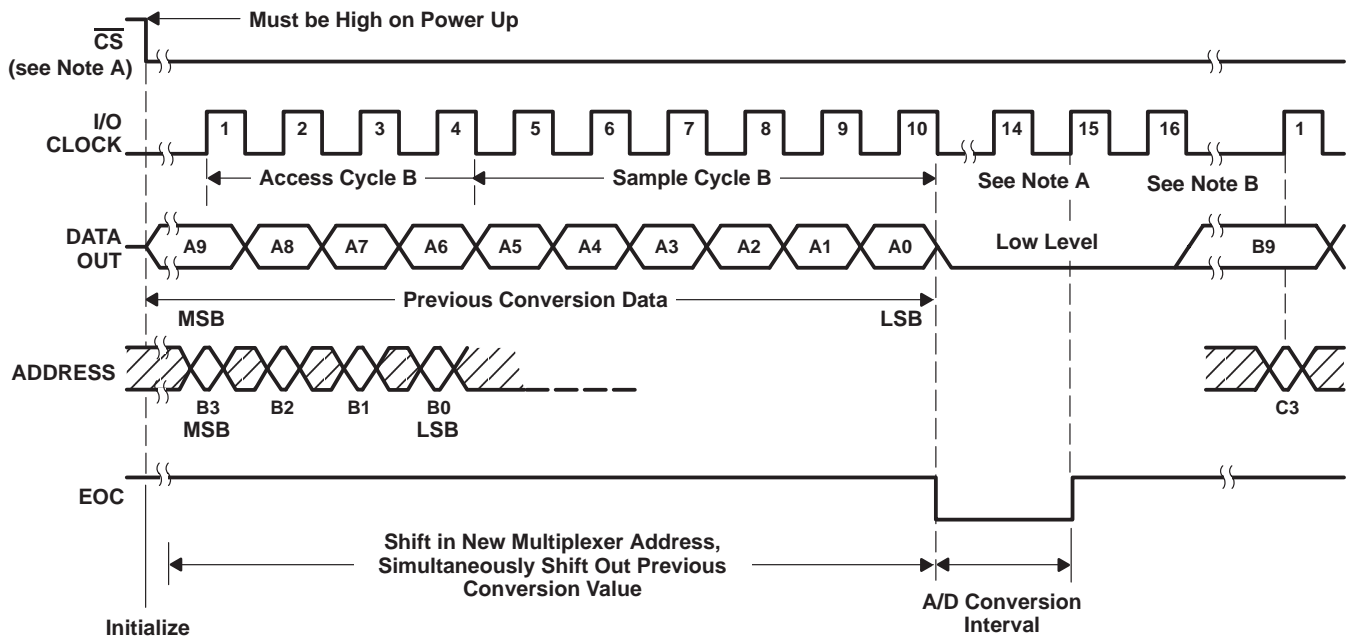 Must be High on Power Up
CS
(see Note A)
I/O
CLOCK
1 2 3 4 5 6 7 8 9 10 14 15 16 1
Access Cycle B Sample Cycle B See Note A See Note B
DATA
OUT
A9 A8 A7 A6 A5 A4 A3 A2 A1 A0 Low Level B9
Previous Conversion Data
MSB LSB
ADDRESS
B3 B2 B1 B0 C3
MSB LSB
EOC
Shift in New Multiplexer Address,
Simultaneously Shift Out Previous
Conversion Value
A/D Conversion
Interval
Initialize